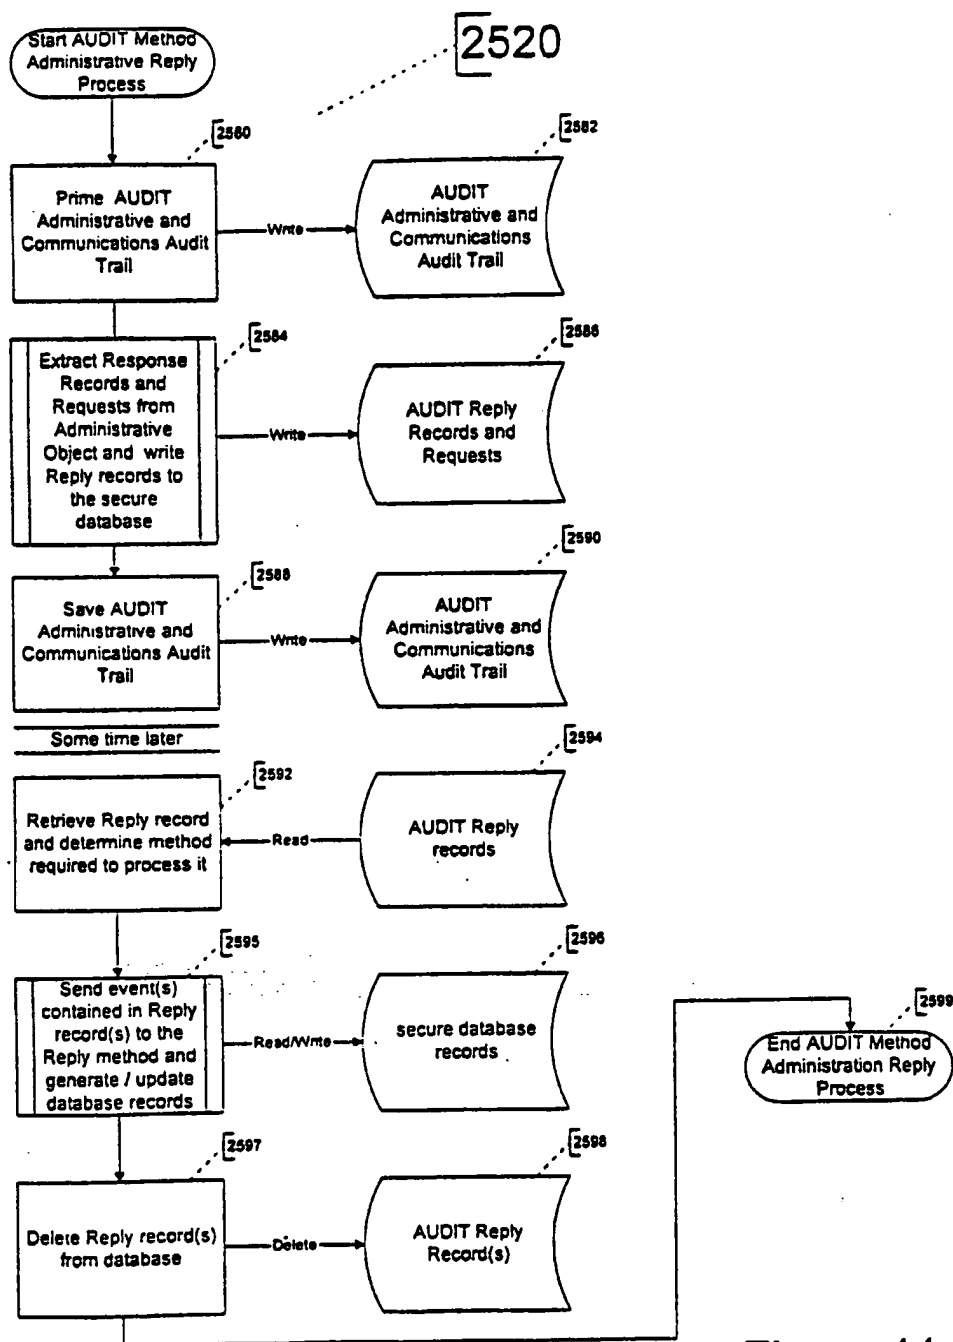 Start AUDIT Method
Administrative Reply
Process
2520
2580
2582
Prime AUDIT
Administrative and
Communications Audit
Trail
Write
AUDIT
Administrative and
Communications
Audit Trail
2584
2586
Extract Response
Records and
Requests from
Administrative
Object and write
Reply records to
the secure
database
Write
AUDIT Reply
Records and
Requests
2588
2590
Save AUDIT
Administrative and
Communications Audit
Trail
Write
AUDIT
Administrative and
Communications
Audit Trail
Some time later
2592
2594
Retrieve Reply record
and determine method
required to process it
Read
AUDIT Reply
records
2595
2596
Send event(s)
contained in Reply
record(s) to the
Reply method and
generate / update
database records
Read/Write
secure database
records
2599
End AUDIT Method
Administration Reply
Process
2597
2598
Delete Reply record(s)
from database
Delete
AUDIT Reply
Record(s)